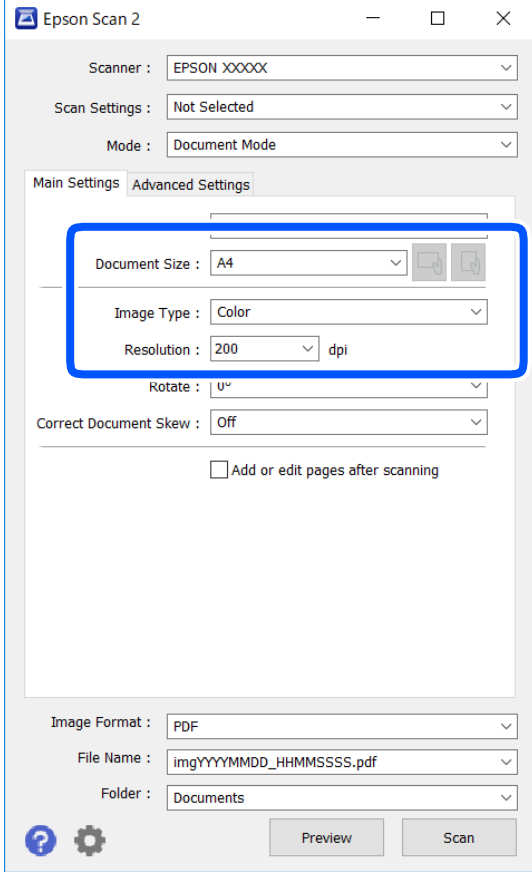 Epson Scan 2
Scanner : EPSON XXXXX
Scan Settings : Not Selected
Mode : Document Mode
Main Settings Advanced Settings
Document Size : A4
Image Type : Color
Resolution : 200 dpi
Rotate : 0°
Correct Document Skew : Off
Add or edit pages after scanning
Image Format : PDF
File Name : imgYYYYMMDD_HHMMSSSS.pdf
Folder : Documents
? Preview Scan